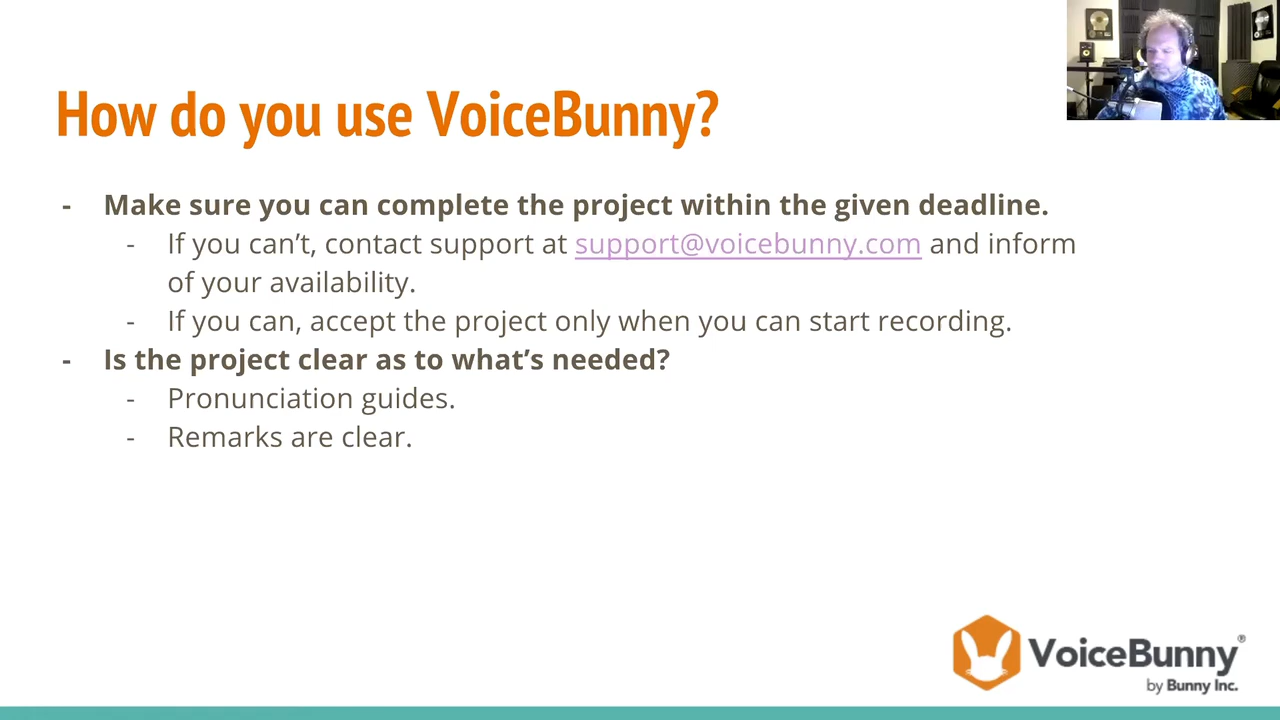 How do you use VoiceBunny?
- Make sure you can complete the project within the given deadline.
- If you can’t, contact support at support@voicebunny.com and inform
of your availability.
- If you can, accept the project only when you can start recording.
- Is the project clear as to what’s needed?
- Pronunciation guides.
- Remarks are clear.
VoiceBunny®
by Bunny Inc.